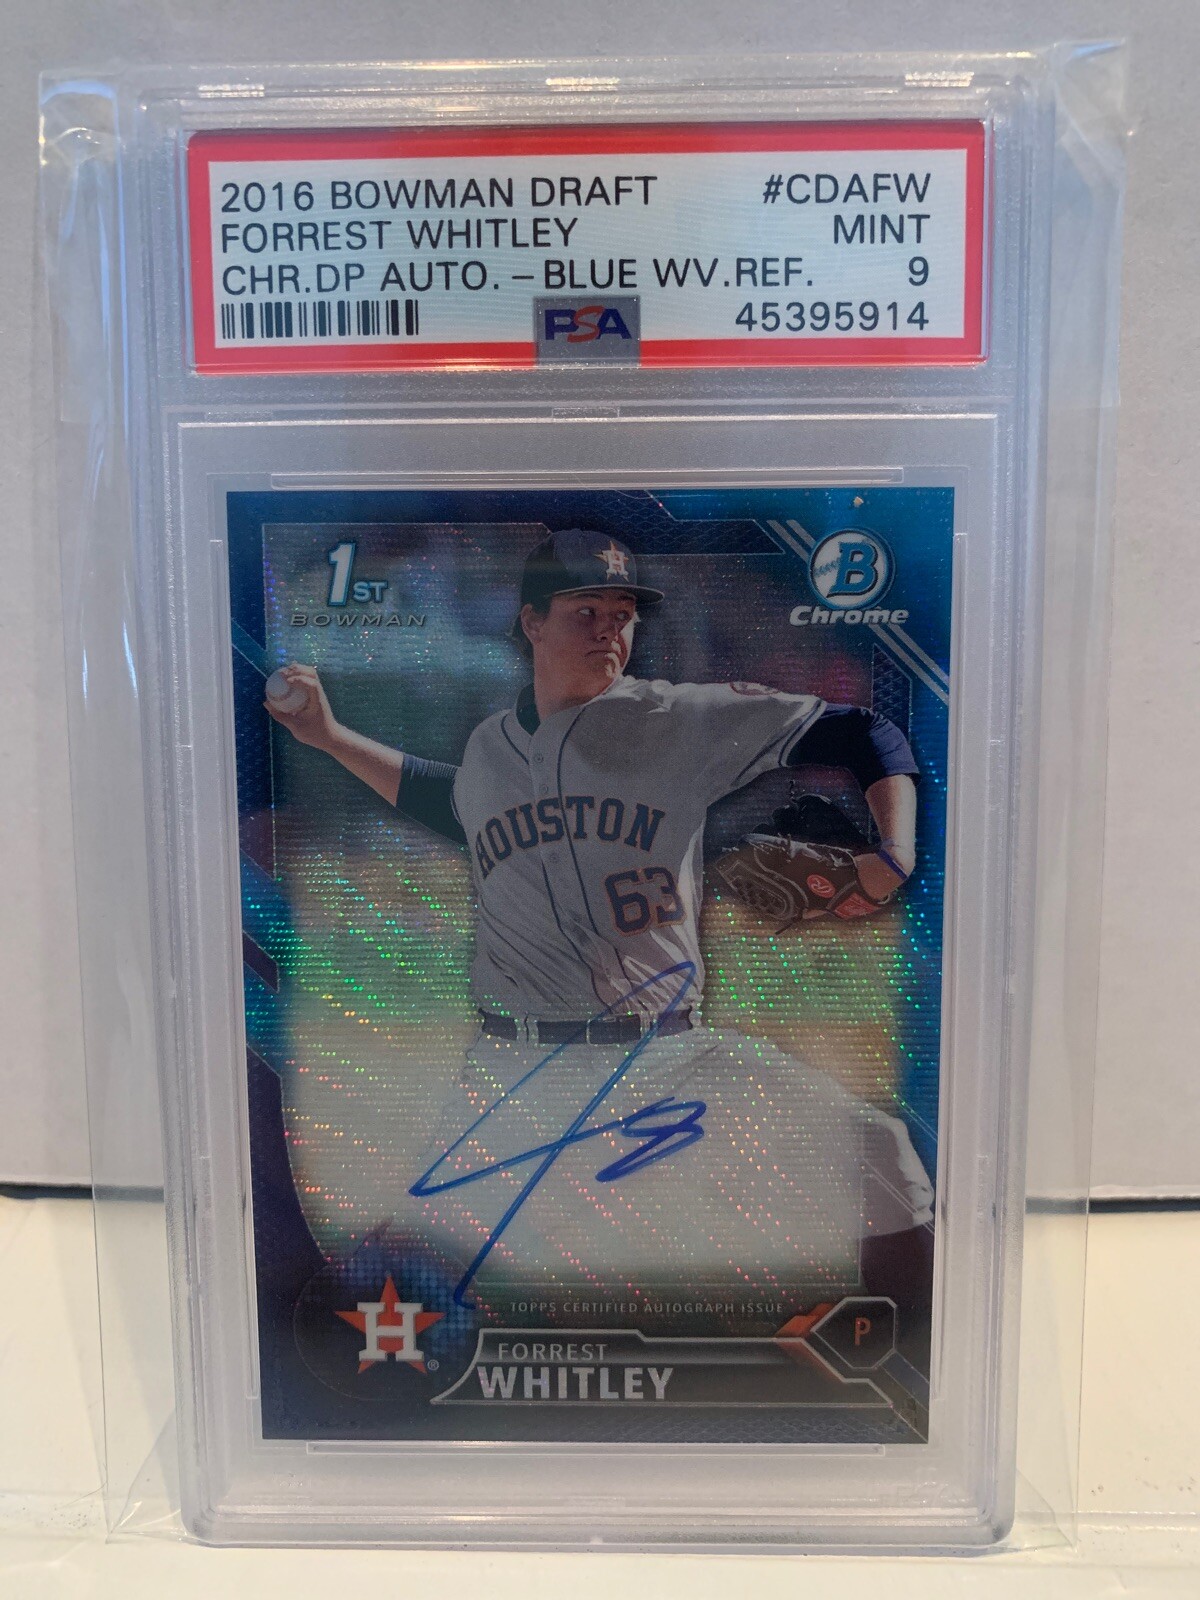 2016 BOWMAN DRAFT #CDAFW
FORREST WHITLEY MINT
CHR.DP AUTO.-BLUE WV.REF. 9
PSA 45395914
1ST
BOWMAN
B
Chrome
H
HOUSTON
63
TOPPS CERTIFIED AUTOGRAPH ISSUE
H ®
P
FORREST
WHITLEY